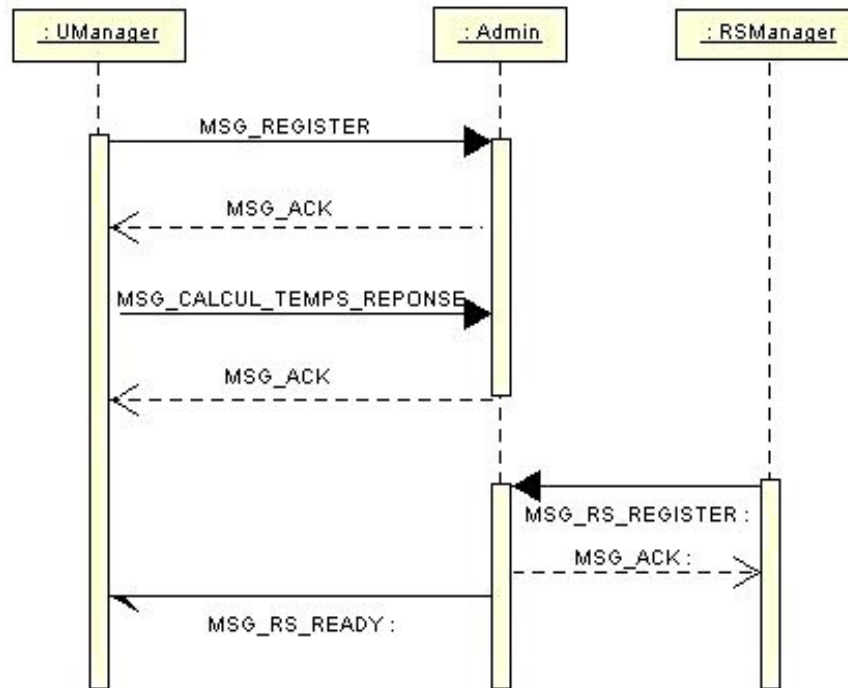 : UManager
: Admin
: RSManager
MSG_REGISTER
MSG_ACK
MSG_CALCUL_TEMPS_REPONSE
MSG_ACK
MSG_RS_REGISTER :
MSG_ACK :
MSG_RS_READY :